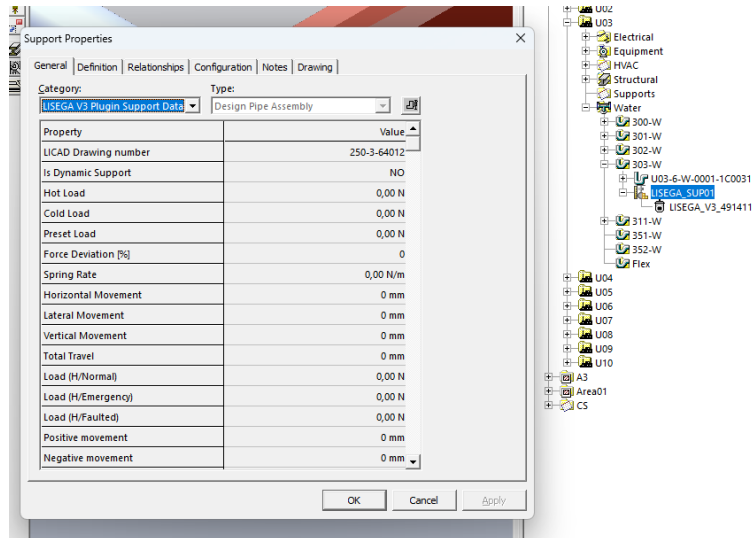 Support Properties
General Definition Relationships Configuration Notes Drawing
Category: Type:
LISEGA V3 Plugin Support Data Design Pipe Assembly
Property Value
LICAD Drawing number 250-3-64012
Is Dynamic Support NO
Hot Load 0,00 N
Cold Load 0,00 N
Preset Load 0,00 N
Force Deviation [%] 0
Spring Rate 0,00 N/m
Horizontal Movement 0 mm
Lateral Movement 0 mm
Vertical Movement 0 mm
Total Travel 0 mm
Load (H/Normal) 0,00 N
Load (H/Emergency) 0,00 N
Load (H/Faulted) 0,00 N
Positive movement 0 mm
Negative movement 0 mm
OK Cancel Apply
U02
U03
Electrical
Equipment
HVAC
Structural
Supports
Water
300-W
301-W
302-W
303-W
U03-6-W-0001-1C0031
LISEGA_SUP01
LISEGA_V3_491411
311-W
351-W
352-W
Flex
U04
U05
U06
U07
U08
U09
U10
A3
Area01
CS